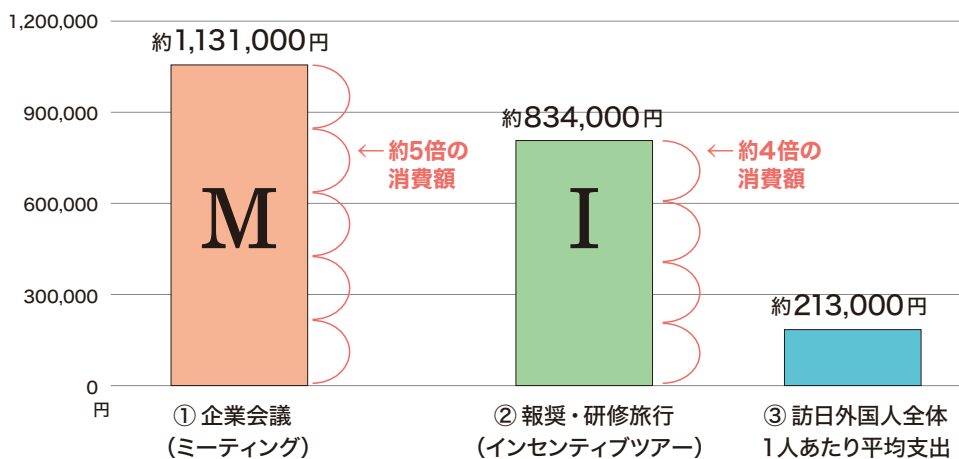 1,200,000
900,000
600,000
300,000
0
円
約1,131,000円
M
←約5倍の
消費額
約834,000円
I
←約4倍の
消費額
約213,000円
① 企業会議
(ミーティング)
② 報奨・研修旅行
(インセンティブツアー)
③ 訪日外国人全体
1人あたり平均支出